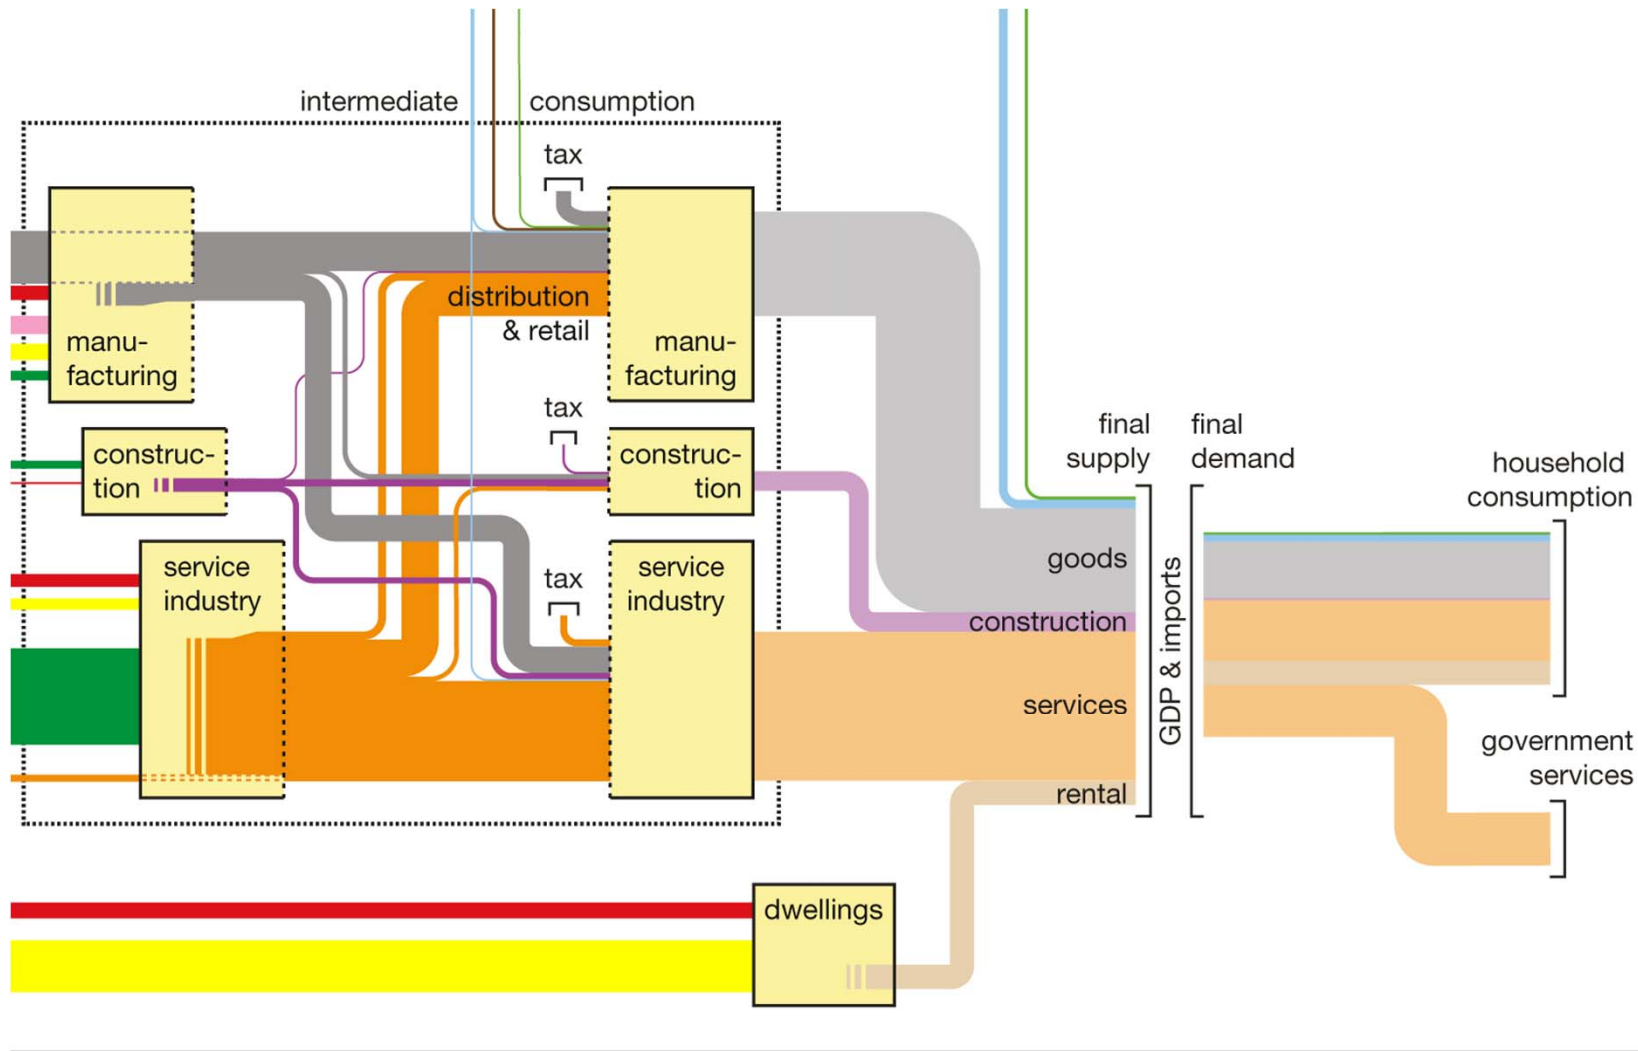 intermediate
consumption
tax
distribution
& retail
manu-
facturing
manu-
facturing
tax
construc-
tion
construc-
tion
final
supply
final
demand
household
consumption
service
industry
tax
service
industry
goods
construction
GDP & imports
services
government
services
rental
dwellings